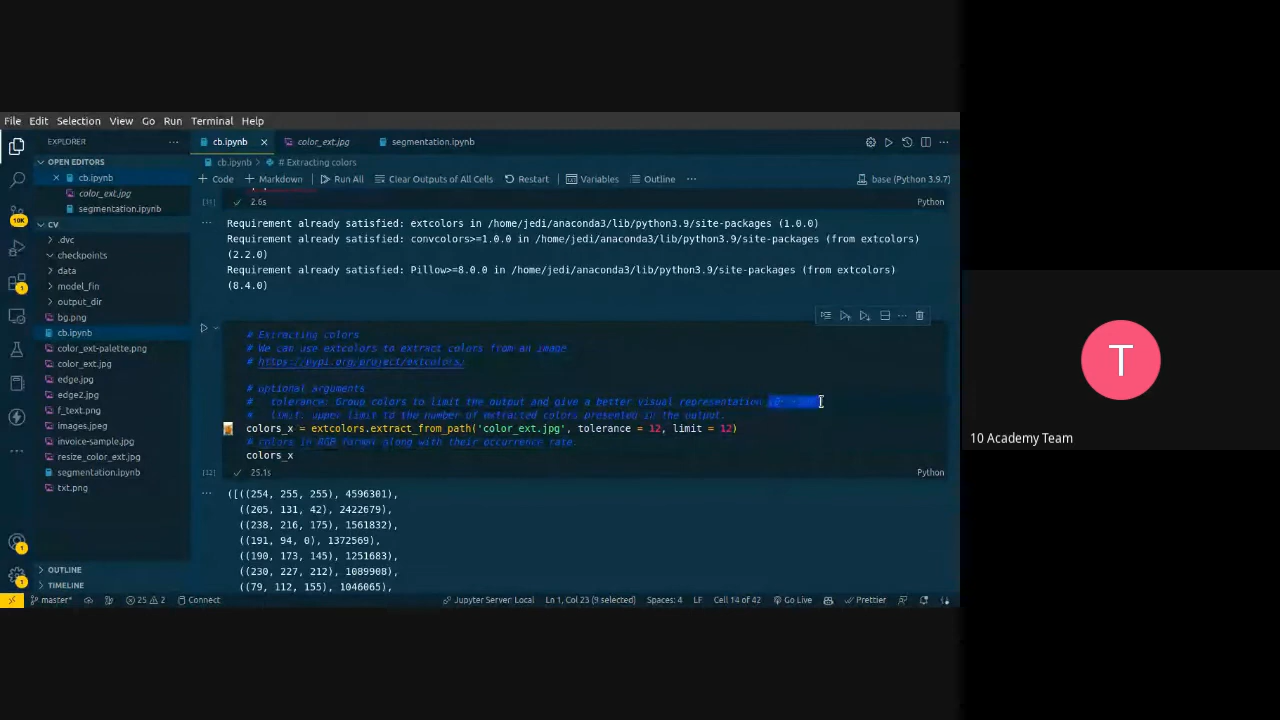 File Edit Selection View Go Run Terminal Help
EXPLORER
cb.ipynb
color_ext.jpg
segmentation.ipynb
OPEN EDITORS
cb.ipynb
color_ext.jpg
segmentation.ipynb
CV
.dvc
checkpoints
data
model_fin
output_dir
bg.png
cb.ipynb
color_ext-palette.png
color_ext.jpg
edge.jpg
edge2.jpg
f_text.png
images.jpeg
invoice-sample.jpg
resize_color_ext.jpg
segmentation.ipynb
txt.png
OUTLINE
TIMELINE
10K
1
1
1
cb.ipynb > # Extracting colors
+ Code + Markdown Run All Clear Outputs of All Cells Restart Variables Outline
base (Python 3.9.7)
[11] 2.6s Python
Requirement already satisfied: extcolors in /home/jedi/anaconda3/lib/python3.9/site-packages (1.0.0)
Requirement already satisfied: convcolors>=1.0.0 in /home/jedi/anaconda3/lib/python3.9/site-packages (from extcolors)
(2.2.0)
Requirement already satisfied: Pillow>=8.0.0 in /home/jedi/anaconda3/lib/python3.9/site-packages (from extcolors)
(8.4.0)
# Extracting colors
# We can use extcolors to extract colors from an image
# https://pypi.org/project/extcolors/
# optional arguments
# tolerance: Group colors to limit the output and give a better visual representation
# limit: upper limit to the number of extracted colors presented in the output.
colors_x = extcolors.extract_from_path('color_ext.jpg', tolerance = 12, limit = 12)
# colors in RGB format along with their occurrence rate.
colors_x
[12] 25.1s Python
([((254, 255, 255), 4596301),
((205, 131, 42), 2422679),
((238, 216, 175), 1561832),
((191, 94, 0), 1372569),
((190, 173, 145), 1251683),
((230, 227, 212), 1089908),
((79, 112, 155), 1046065),
master* 25 2 Connect
Jupyter Server: Local Ln 1, Col 23 (9 selected) Spaces: 4 LF Cell 14 of 42 Go Live Prettier
T
10 Academy Team